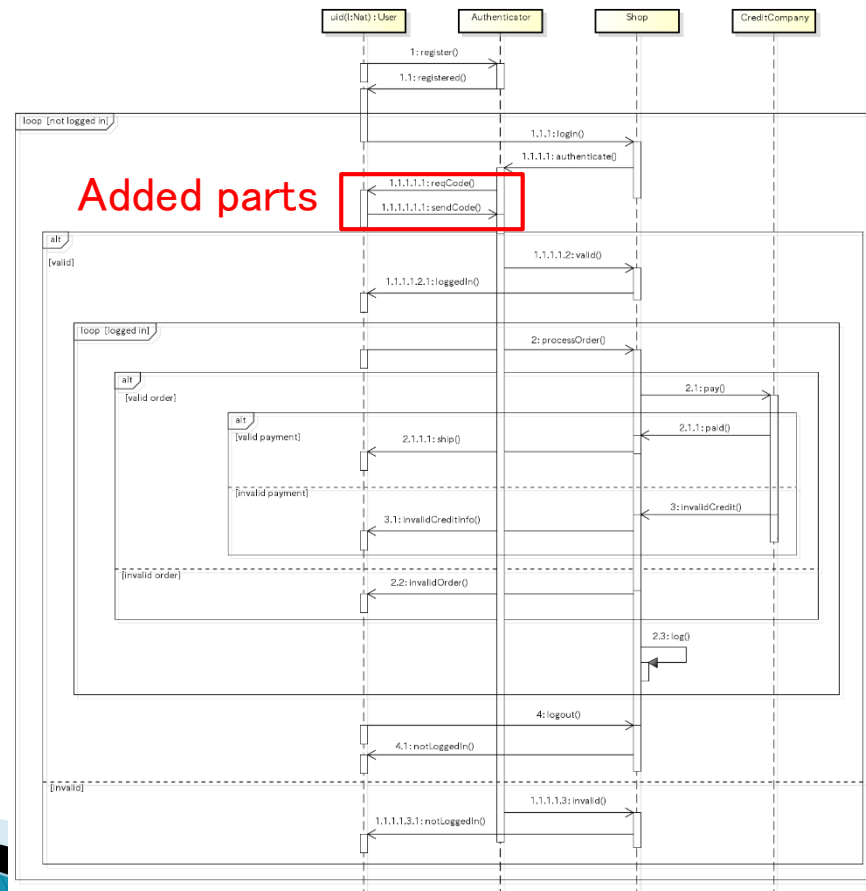 uid(I:Nat) : User
Authenticator
Shop
CreditCompany
1: register()
1.1: registered()
loop [not logged in]
1.1.1: login()
1.1.1.1: authenticate()
1.1.1.1.1: reqCode()
Added parts
1.1.1.1.1.1: sendCode()
alt
[valid]
1.1.1.1.2: valid()
1.1.1.1.2.1: loggedIn()
loop [logged in]
2: processOrder()
alt
2.1: pay()
[valid order]
alt
[valid payment]
2.1.1: paid()
2.1.1.1: ship()
[invalid payment]
3: invalidCredit()
3.1: invalidCreditInfo()
[invalid order]
2.2: invalidOrder()
2.3: log()
4: logout()
4.1: notLoggedIn()
[invalid]
1.1.1.1.3: invalid()
1.1.1.1.3.1: notLoggedIn()